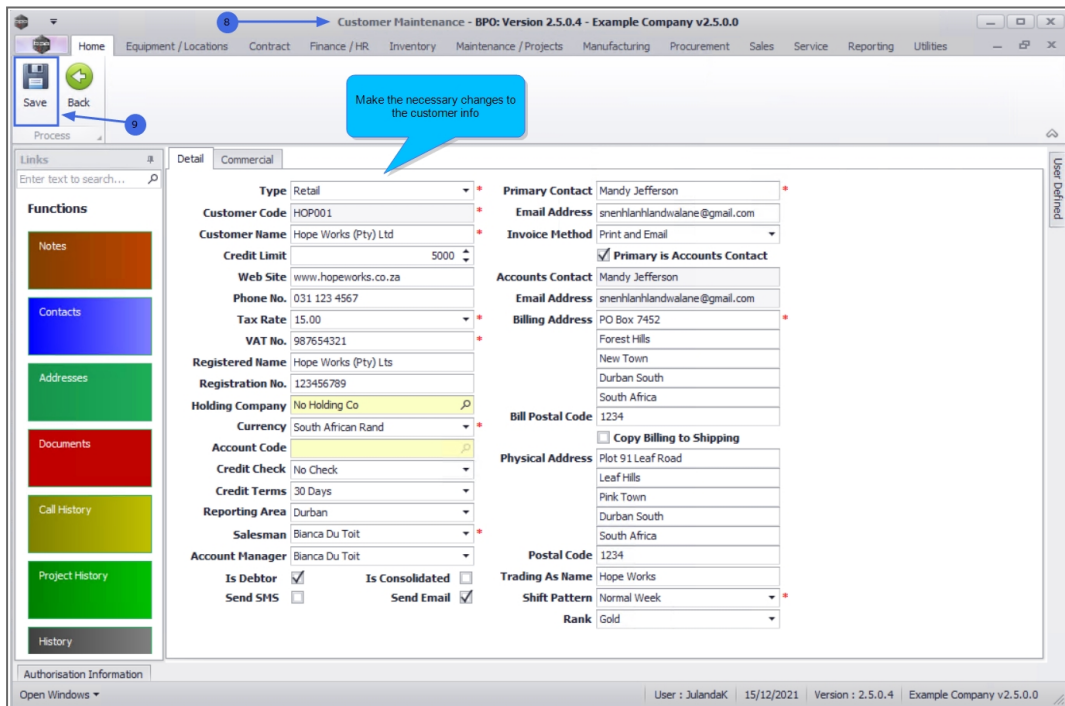 8
Customer Maintenance - BPO: Version 2.5.0.4 - Example Company v2.5.0.0
Home Equipment / Locations Contract Finance / HR Inventory Maintenance / Projects Manufacturing Procurement Sales Service Reporting Utilities
Save Back
9
Process
Make the necessary changes to
the customer info
Links
Enter text to search...
Functions
Notes
Contacts
Addresses
Documents
Call History
Project History
History
Detail Commercial
Type Retail *
Customer Code HOP001 *
Customer Name Hope Works (Pty) Ltd *
Credit Limit 5000
Web Site www.hopeworks.co.za
Phone No. 031 123 4567
Tax Rate 15.00 *
VAT No. 987654321 *
Registered Name Hope Works (Pty) Lts
Registration No. 123456789
Holding Company No Holding Co
Currency South African Rand *
Account Code
Credit Check No Check
Credit Terms 30 Days
Reporting Area Durban
Salesman Bianca Du Toit *
Account Manager Bianca Du Toit
Is Debtor Is Consolidated
Send SMS Send Email
Primary Contact Mandy Jefferson *
Email Address snenhlanhlandwalane@gmail.com
Invoice Method Print and Email
Primary is Accounts Contact
Accounts Contact Mandy Jefferson
Email Address snenhlanhlandwalane@gmail.com
Billing Address PO Box 7452 *
Forest Hills
New Town
Durban South
South Africa
Bill Postal Code 1234
Copy Billing to Shipping
Physical Address Plot 91 Leaf Road
Leaf Hills
Pink Town
Durban South
South Africa
Postal Code 1234
Trading As Name Hope Works
Shift Pattern Normal Week *
Rank Gold
User Defined
Authorisation Information
Open Windows User : JulandaK 15/12/2021 Version : 2.5.0.4 Example Company v2.5.0.0